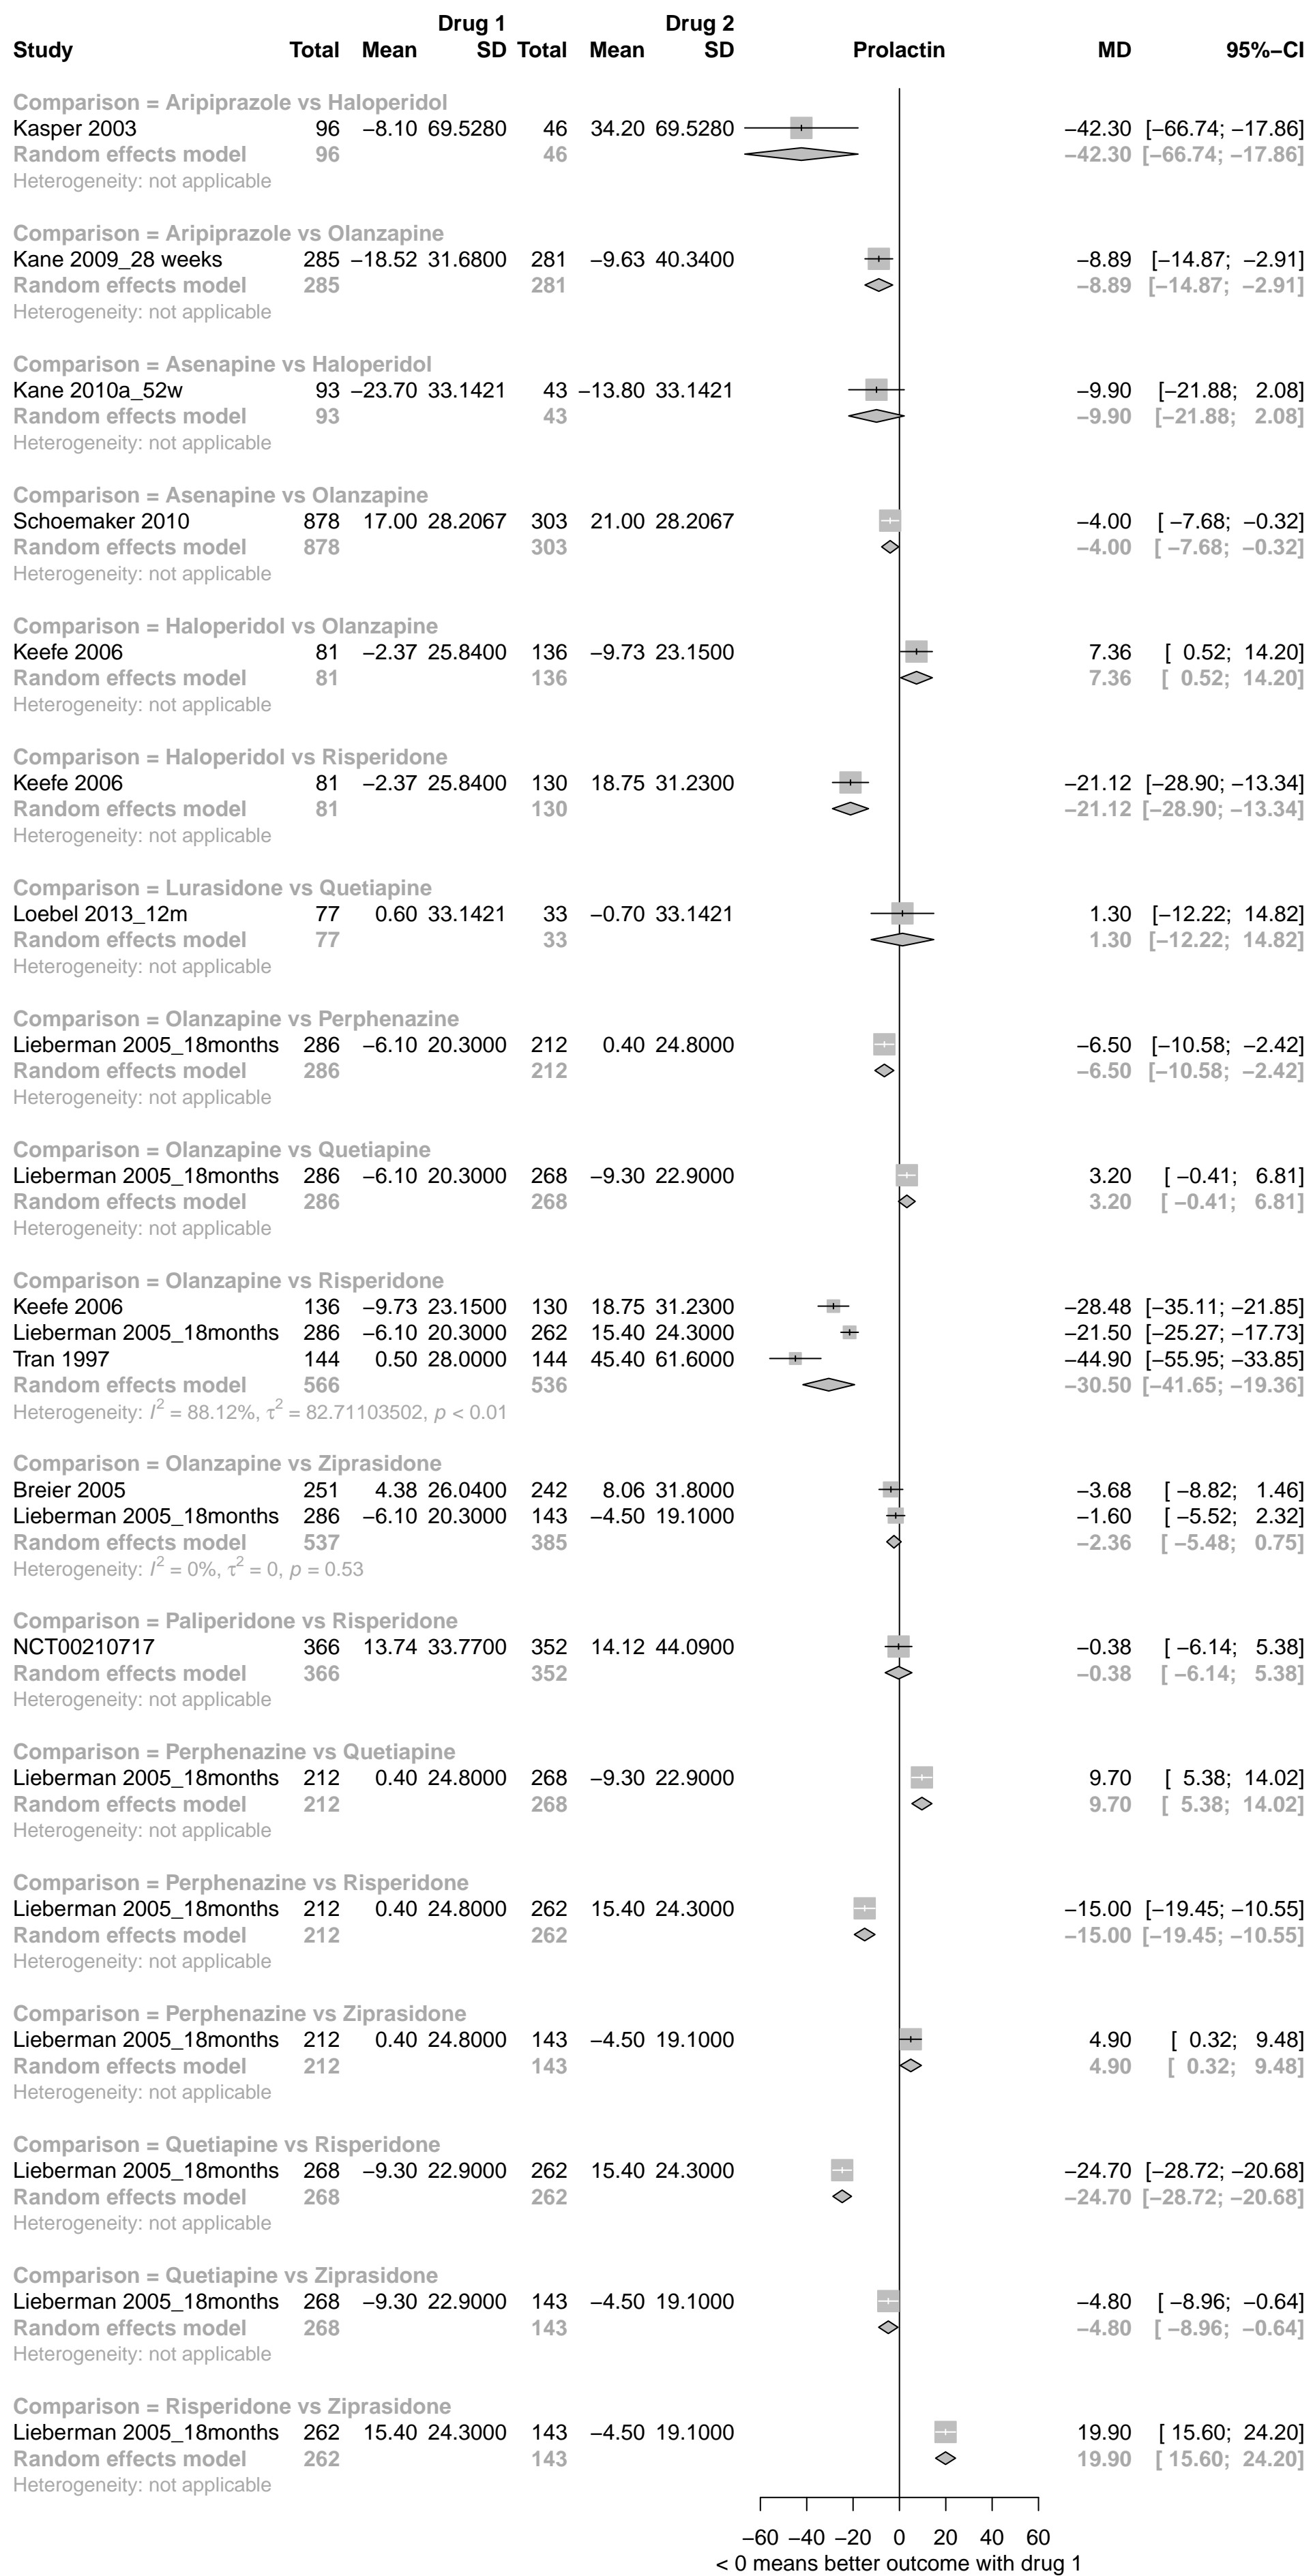 Drug 1 Drug 2
Study Total Mean SD Total Mean SD Prolactin MD 95%−CI
Comparison = Aripiprazole vs Haloperidol
Kasper 2003 96 −8.10 69.5280 46 34.20 69.5280 −42.30 [−66.74; −17.86]
Random effects model 96 46 −42.30 [−66.74; −17.86]
Heterogeneity: not applicable
Comparison = Aripiprazole vs Olanzapine
Kane 2009_28 weeks 285 −18.52 31.6800 281 −9.63 40.3400 −8.89 [−14.87; −2.91]
Random effects model 285 281 −8.89 [−14.87; −2.91]
Heterogeneity: not applicable
Comparison = Asenapine vs Haloperidol
Kane 2010a_52w 93 −23.70 33.1421 43 −13.80 33.1421 −9.90 [−21.88; 2.08]
Random effects model 93 43 −9.90 [−21.88; 2.08]
Heterogeneity: not applicable
Comparison = Asenapine vs Olanzapine
Schoemaker 2010 878 17.00 28.2067 303 21.00 28.2067 −4.00 [ −7.68; −0.32]
Random effects model 878 303 −4.00 [ −7.68; −0.32]
Heterogeneity: not applicable
Comparison = Haloperidol vs Olanzapine
Keefe 2006 81 −2.37 25.8400 136 −9.73 23.1500 7.36 [ 0.52; 14.20]
Random effects model 81 136 7.36 [ 0.52; 14.20]
Heterogeneity: not applicable
Comparison = Haloperidol vs Risperidone
Keefe 2006 81 −2.37 25.8400 130 18.75 31.2300 −21.12 [−28.90; −13.34]
Random effects model 81 130 −21.12 [−28.90; −13.34]
Heterogeneity: not applicable
Comparison = Lurasidone vs Quetiapine
Loebel 2013_12m 77 0.60 33.1421 33 −0.70 33.1421 1.30 [−12.22; 14.82]
Random effects model 77 33 1.30 [−12.22; 14.82]
Heterogeneity: not applicable
Comparison = Olanzapine vs Perphenazine
Lieberman 2005_18months 286 −6.10 20.3000 212 0.40 24.8000 −6.50 [−10.58; −2.42]
Random effects model 286 212 −6.50 [−10.58; −2.42]
Heterogeneity: not applicable
Comparison = Olanzapine vs Quetiapine
Lieberman 2005_18months 286 −6.10 20.3000 268 −9.30 22.9000 3.20 [ −0.41; 6.81]
Random effects model 286 268 3.20 [ −0.41; 6.81]
Heterogeneity: not applicable
Comparison = Olanzapine vs Risperidone
Keefe 2006 136 −9.73 23.1500 130 18.75 31.2300 −28.48 [−35.11; −21.85]
Lieberman 2005_18months 286 −6.10 20.3000 262 15.40 24.3000 −21.50 [−25.27; −17.73]
Tran 1997 144 0.50 28.0000 144 45.40 61.6000 −44.90 [−55.95; −33.85]
Random effects model 566 536 −30.50 [−41.65; −19.36]
Heterogeneity: I² = 88.12%, τ² = 82.71103502, p < 0.01
Comparison = Olanzapine vs Ziprasidone
Breier 2005 251 4.38 26.0400 242 8.06 31.8000 −3.68 [ −8.82; 1.46]
Lieberman 2005_18months 286 −6.10 20.3000 143 −4.50 19.1000 −1.60 [ −5.52; 2.32]
Random effects model 537 385 −2.36 [ −5.48; 0.75]
Heterogeneity: I² = 0%, τ² = 0, p = 0.53
Comparison = Paliperidone vs Risperidone
NCT00210717 366 13.74 33.7700 352 14.12 44.0900 −0.38 [ −6.14; 5.38]
Random effects model 366 352 −0.38 [ −6.14; 5.38]
Heterogeneity: not applicable
Comparison = Perphenazine vs Quetiapine
Lieberman 2005_18months 212 0.40 24.8000 268 −9.30 22.9000 9.70 [ 5.38; 14.02]
Random effects model 212 268 9.70 [ 5.38; 14.02]
Heterogeneity: not applicable
Comparison = Perphenazine vs Risperidone
Lieberman 2005_18months 212 0.40 24.8000 262 15.40 24.3000 −15.00 [−19.45; −10.55]
Random effects model 212 262 −15.00 [−19.45; −10.55]
Heterogeneity: not applicable
Comparison = Perphenazine vs Ziprasidone
Lieberman 2005_18months 212 0.40 24.8000 143 −4.50 19.1000 4.90 [ 0.32; 9.48]
Random effects model 212 143 4.90 [ 0.32; 9.48]
Heterogeneity: not applicable
Comparison = Quetiapine vs Risperidone
Lieberman 2005_18months 268 −9.30 22.9000 262 15.40 24.3000 −24.70 [−28.72; −20.68]
Random effects model 268 262 −24.70 [−28.72; −20.68]
Heterogeneity: not applicable
Comparison = Quetiapine vs Ziprasidone
Lieberman 2005_18months 268 −9.30 22.9000 143 −4.50 19.1000 −4.80 [ −8.96; −0.64]
Random effects model 268 143 −4.80 [ −8.96; −0.64]
Heterogeneity: not applicable
Comparison = Risperidone vs Ziprasidone
Lieberman 2005_18months 262 15.40 24.3000 143 −4.50 19.1000 19.90 [ 15.60; 24.20]
Random effects model 262 143 19.90 [ 15.60; 24.20]
Heterogeneity: not applicable
−60 −40 −20 0 20 40 60
< 0 means better outcome with drug 1